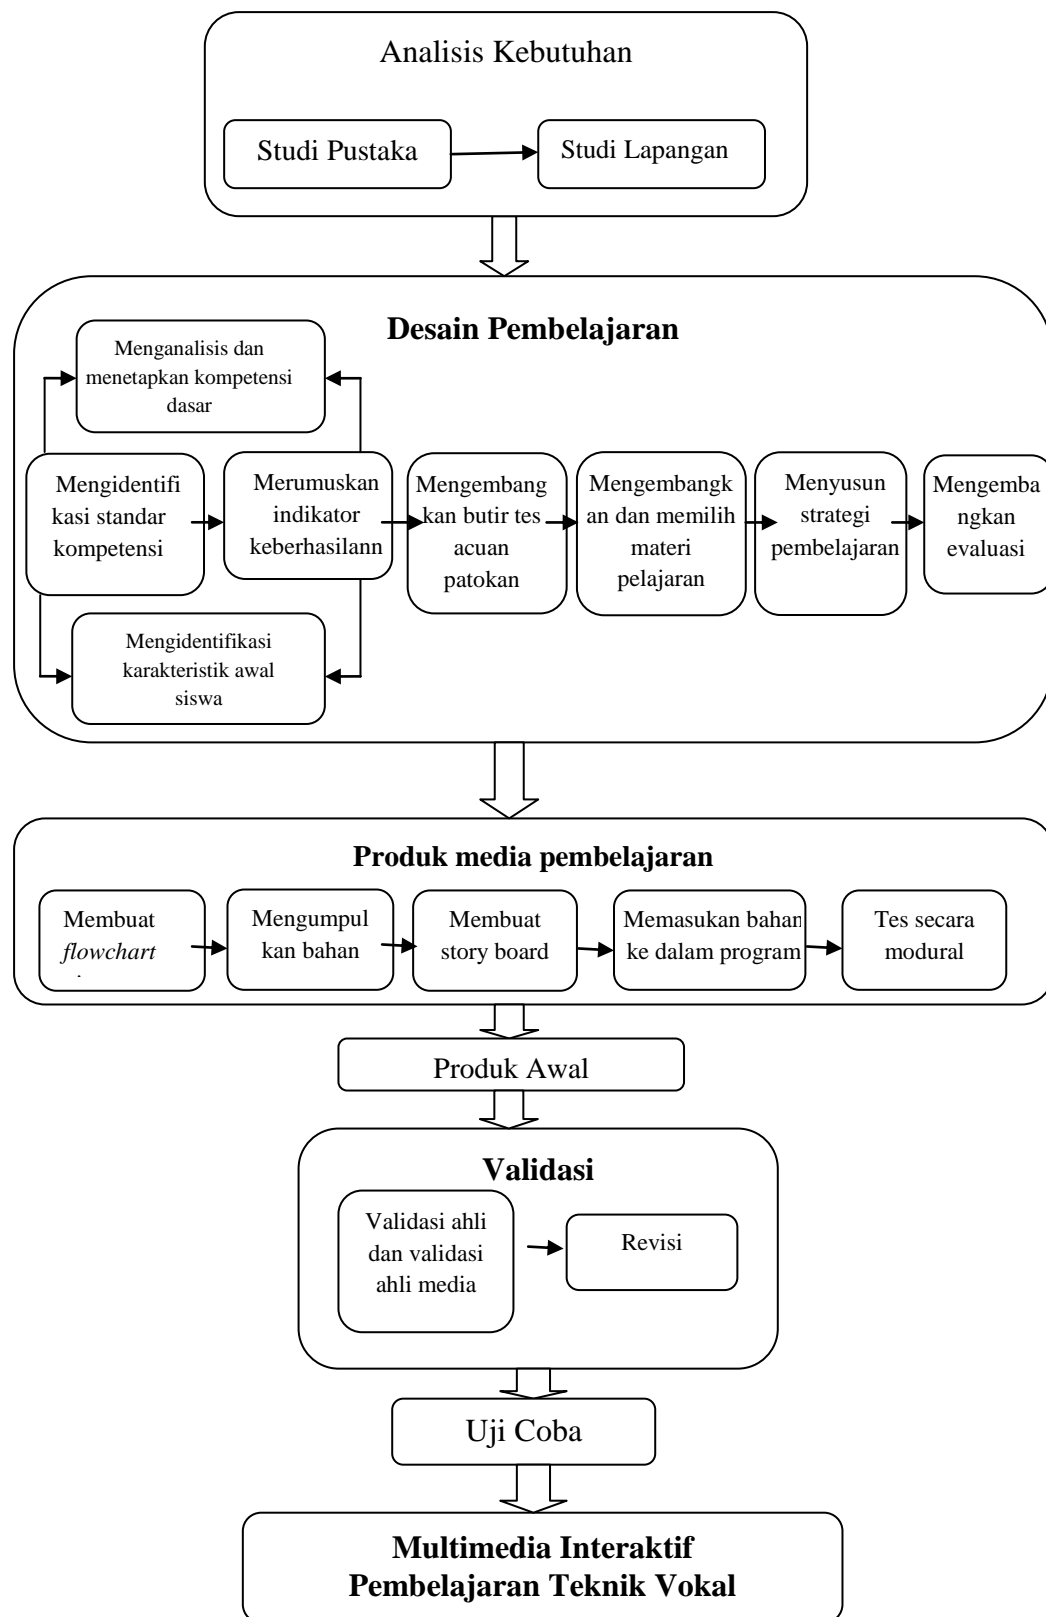 Analisis Kebutuhan
Studi Pustaka
Studi Lapangan
Desain Pembelajaran
Menganalisis dan
menetapkan kompetensi
dasar
Mengidentifi
kasi standar
kompetensi
Merumuskan
indikator
keberhasilann
Mengembang
kan butir tes
acuan
patokan
Mengembangk
an dan memilih
materi
pelajaran
Menyusun
strategi
pembelajaran
Mengemba
ngkan
evaluasi
Mengidentifikasi
karakteristik awal
siswa
Produk media pembelajaran
Membuat
flowchart
Mengumpul
kan bahan
Membuat
story board
Memasukan bahan
ke dalam program
Tes secara
modural
Produk Awal
Validasi
Validasi ahli
dan validasi
ahli media
Revisi
Uji Coba
Multimedia Interaktif
Pembelajaran Teknik Vokal